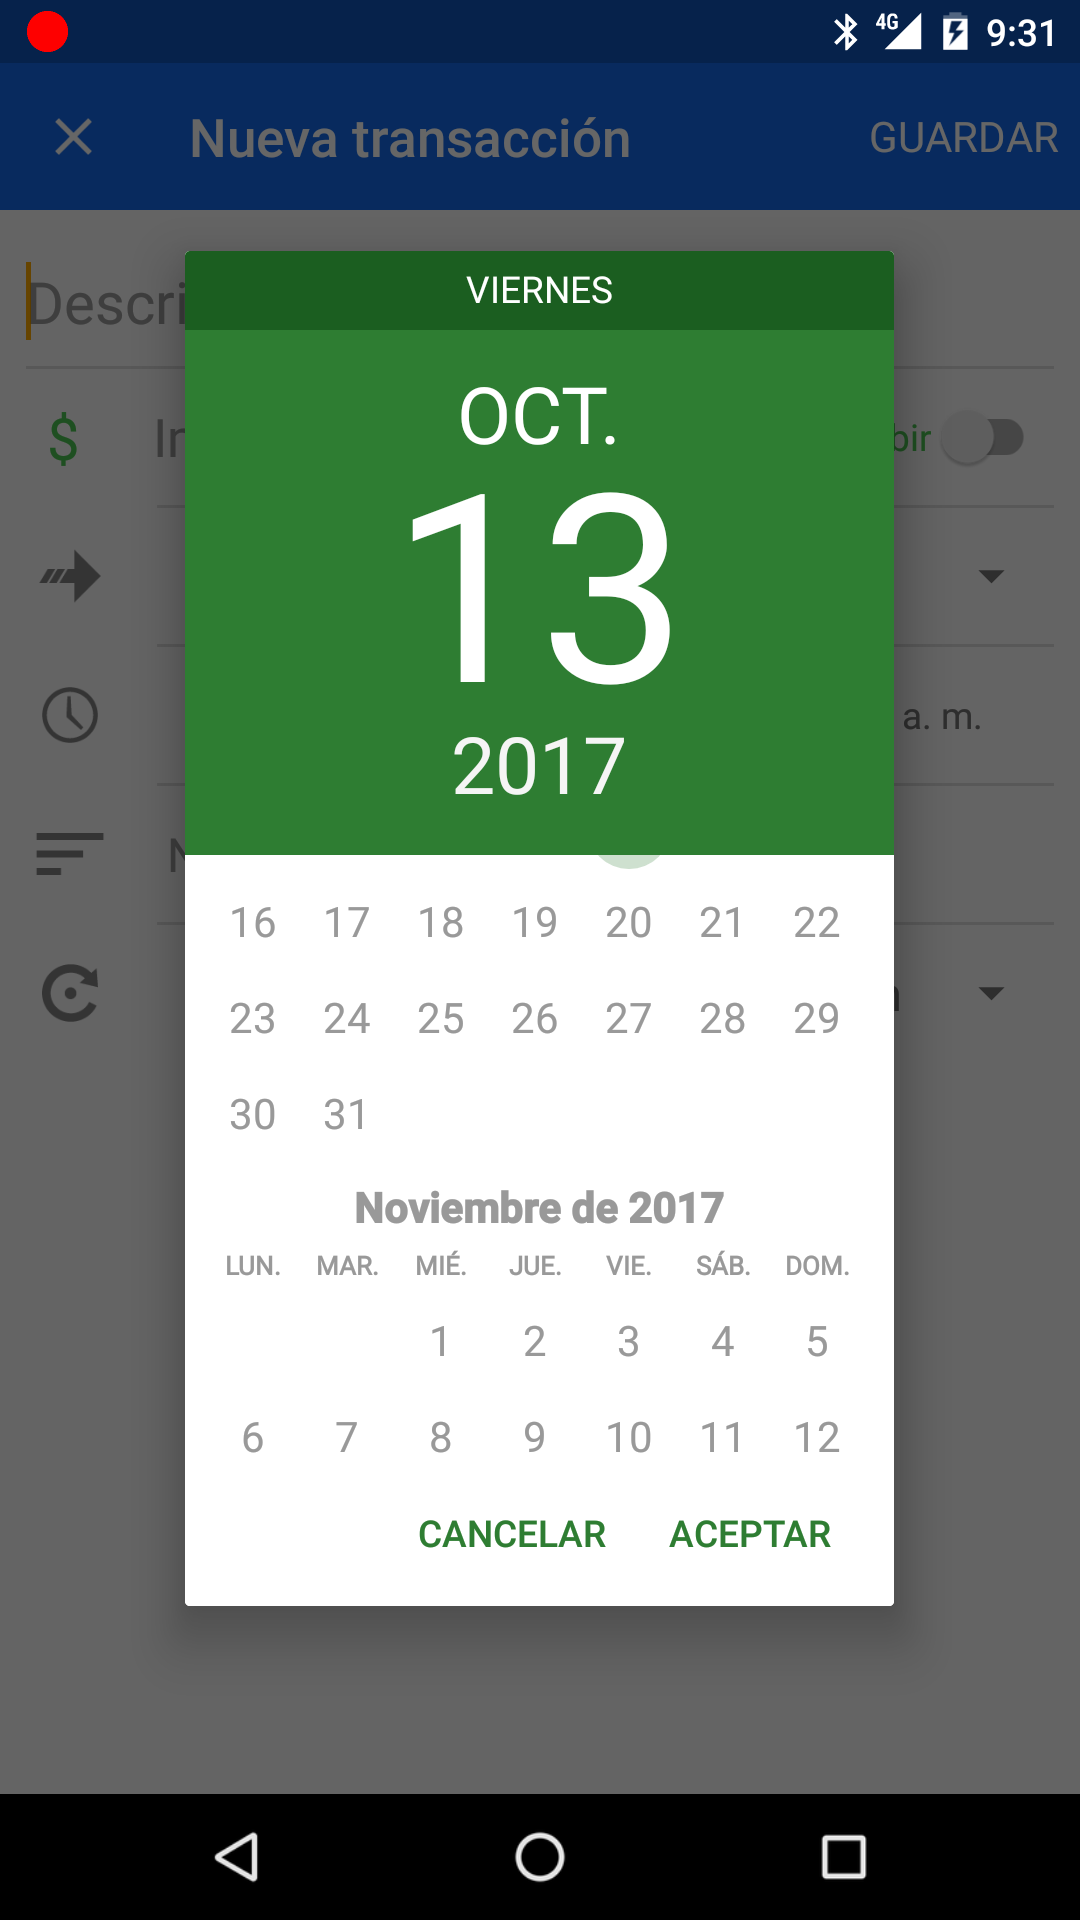 4G 9:31
Nueva transacción GUARDAR
VIERNES
Descri
OCT.
$ In bir
13
a. m.
2017
16 17 18 19 20 21 22
23 24 25 26 27 28 29
30 31
Noviembre de 2017
LUN. MAR. MIÉ. JUE. VIE. SÁB. DOM.
1 2 3 4 5
6 7 8 9 10 11 12
CANCELAR ACEPTAR